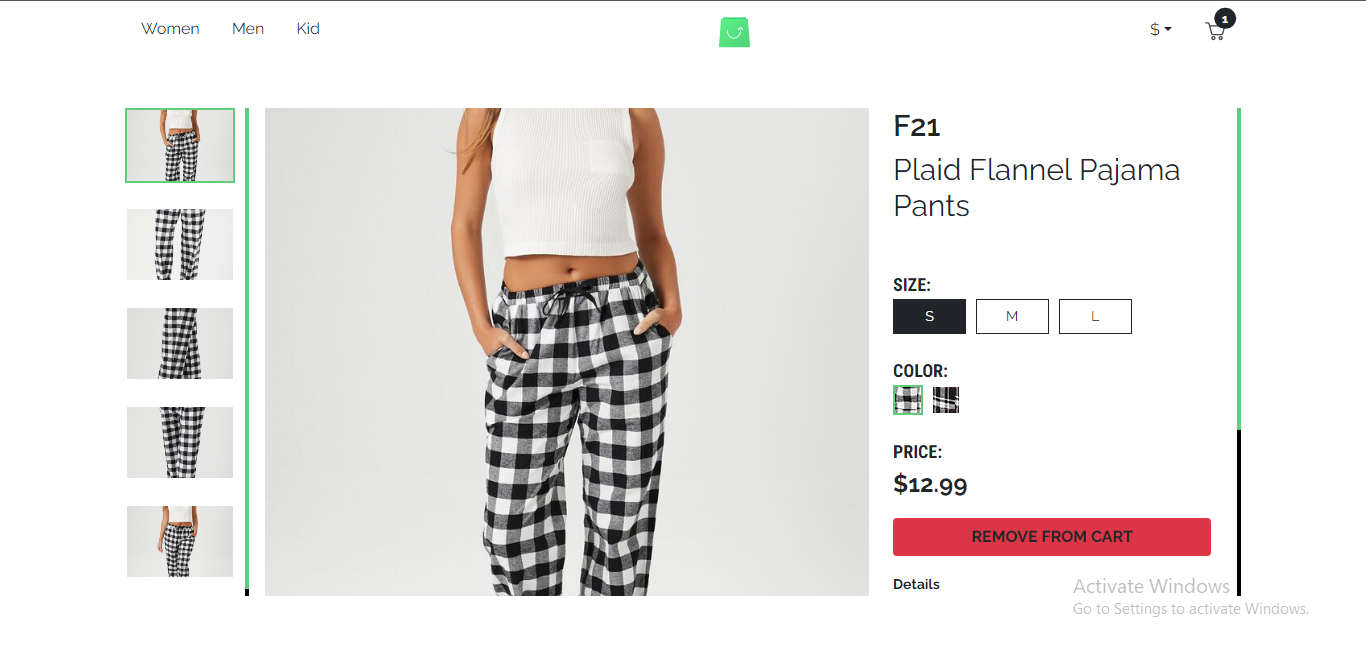 Women
Men
Kid
$
1
F21
Plaid Flannel Pajama
Pants
SIZE:
S
M
L
COLOR:
PRICE:
$12.99
REMOVE FROM CART
Details
Activate Windows
Go to Settings to activate Windows.